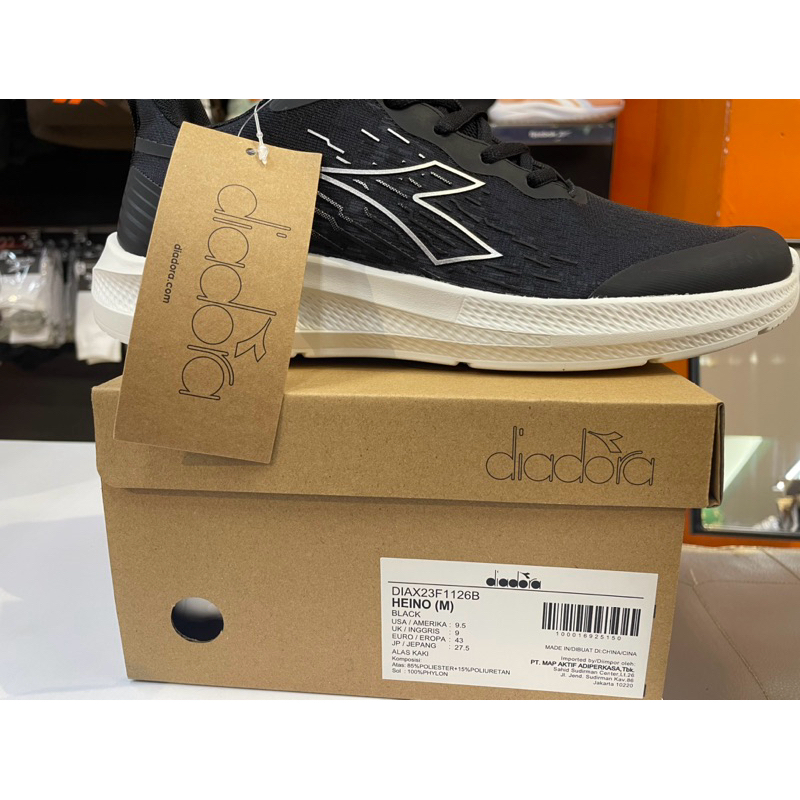 diadora
diadora.com
diadora
diadora
DIAX23F1126B
HEINO (M)
BLACK
USA / AMERIKA : 9.5
UK / INGGRIS : 9
EURO / EROPA : 43
JP / JEPANG : 27.5
ALAS KAKI
Komposisi
Atas: 85%POLIESTER+15%POLIURETAN
Sol : 100%PHYLON
100016925180
MADE IN/DIBUAT DI:CHINA/CINA
Imported by/Diimpor oleh:
PT. MAP AKTIF ADIPERKASA,Tbk.
Sahid Sudirman Center,Lt.26
Jl. Jend. Sudirman Kav.86
Jakarta 10220